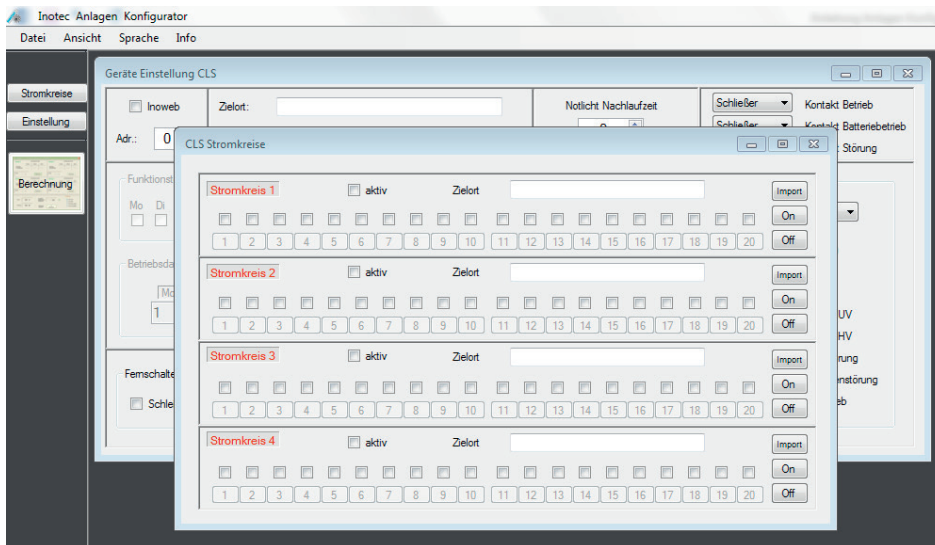 Inotec Anlagen Konfigurator
Datei Ansicht Sprache Info
Stromkreise
Einstellung
Berechnung
Geräte Einstellung CLS
Inoweb Zielort: Notlicht Nachlaufzeit Schließer Kontakt Betrieb
Schließer Kontakt Batteriebetrieb
Adr.: 0 Störung
Funktionst
Mo Di
Betriebsda
Mo
1
UV
HV
rung
nstörung
eb
Fernschalte
Schlie
CLS Stromkreise
Stromkreis 1 aktiv Zielort Import
On
1 2 3 4 5 6 7 8 9 10 11 12 13 14 15 16 17 18 19 20 Off
Stromkreis 2 aktiv Zielort Import
On
1 2 3 4 5 6 7 8 9 10 11 12 13 14 15 16 17 18 19 20 Off
Stromkreis 3 aktiv Zielort Import
On
1 2 3 4 5 6 7 8 9 10 11 12 13 14 15 16 17 18 19 20 Off
Stromkreis 4 aktiv Zielort Import
On
1 2 3 4 5 6 7 8 9 10 11 12 13 14 15 16 17 18 19 20 Off